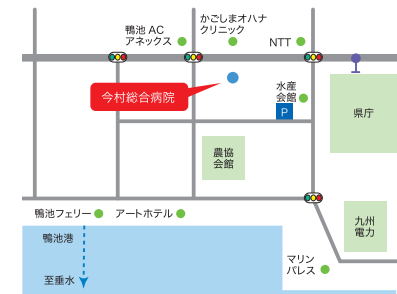 かごしまオハナ
クリニック
鴨池 AC
アネックス
NTT
今村総合病院
水産
会館
P
県庁
農協
会館
鴨池フェリー
アートホテル
九州
電力
鴨池港
マリン
パレス
至垂水